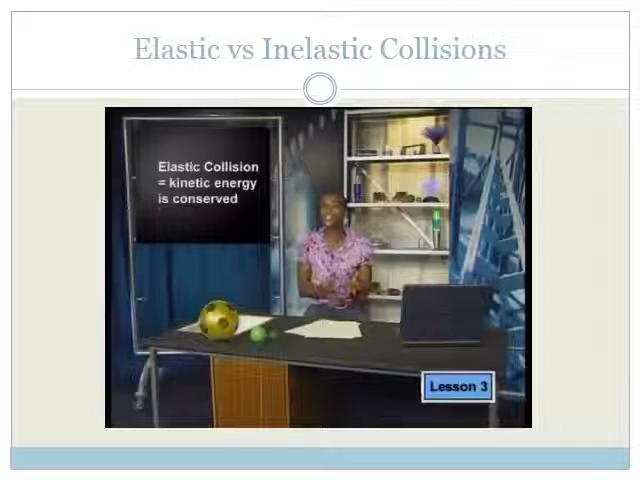 Elastic vs Inelastic Collisions
Elastic Collision
= kinetic energy
is conserved
Lesson 3